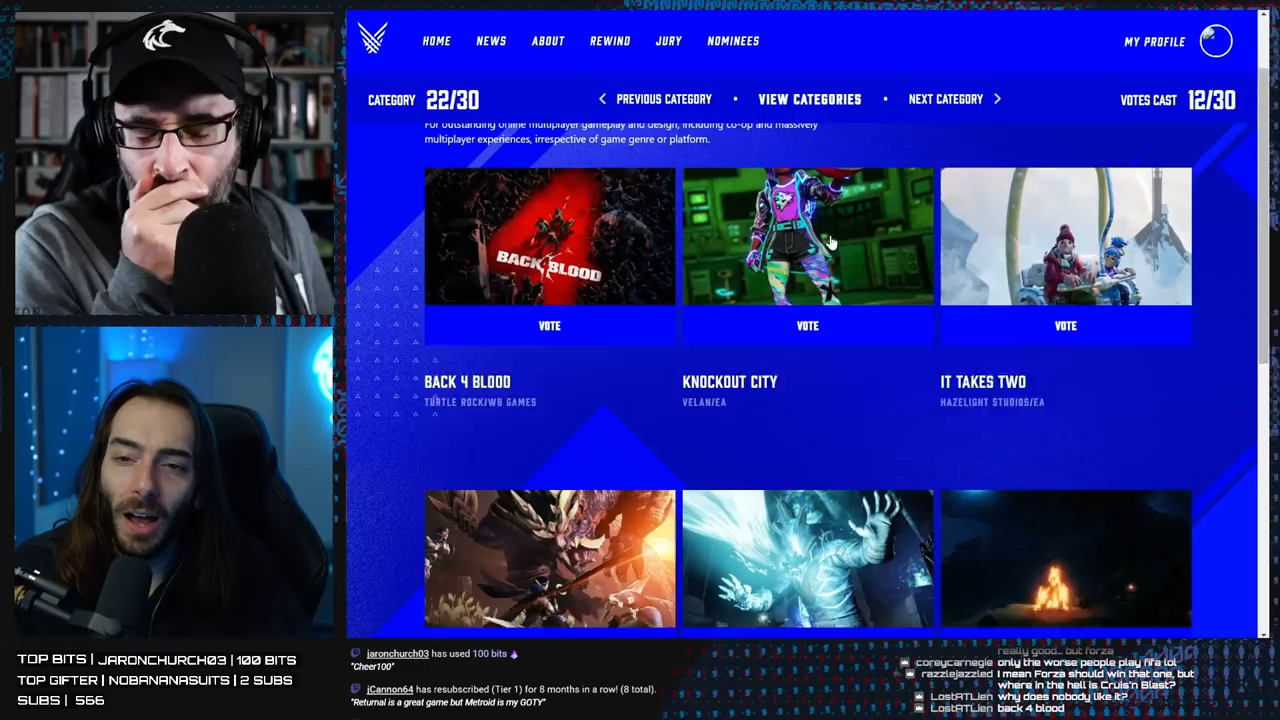 HOME NEWS ABOUT REWIND JURY NOMINEES MY PROFILE
CATEGORY 22/30 PREVIOUS CATEGORY • VIEW CATEGORIES • NEXT CATEGORY VOTES CAST 12/30
For outstanding online multiplayer gameplay and design, including co-op and massively
multiplayer experiences, irrespective of game genre or platform.
4
BACK BLOOD
VOTE VOTE VOTE
BACK 4 BLOOD KNOCKOUT CITY IT TAKES TWO
TURTLE ROCK/WB GAMES VELAN/EA HAZELIGHT STUDIOS/EA
TOP BITS | JARONCHURCH03 | 100 BITS
TOP GIFTER | NOBANANASUITS | 2 SUBS
SUBS | 566
jaronchurch03 has used 100 bits
"Cheer100"
jCannon64 has resubscribed (Tier 1) for 8 months in a row! (8 total).
"Returnal is a great game but Metroid is my GOTY"
really good.. but forza
coreycarnegie only the worse people play fifa lol
razzlejazzled I mean Forza should win that one, but
where in the hell is Cruis'n Blast?
LostATLien why does nobody like it?
LostATLien back 4 blood